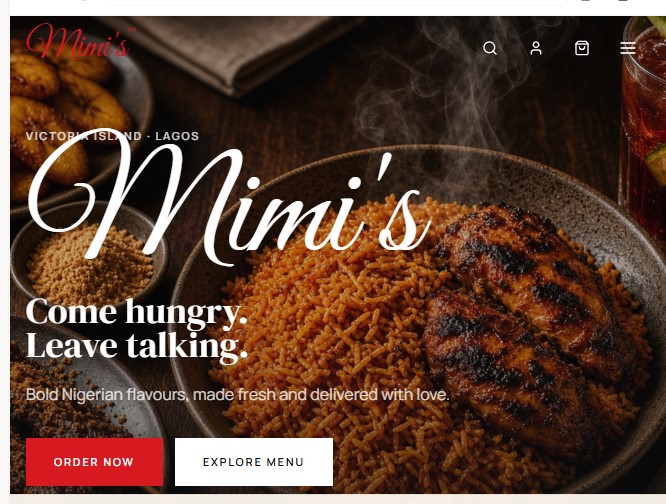 Mimi's
VICTORIA ISLAND · LAGOS
Mimi's
Come hungry.
Leave talking.
Bold Nigerian flavours, made fresh and delivered with love.
ORDER NOW
EXPLORE MENU